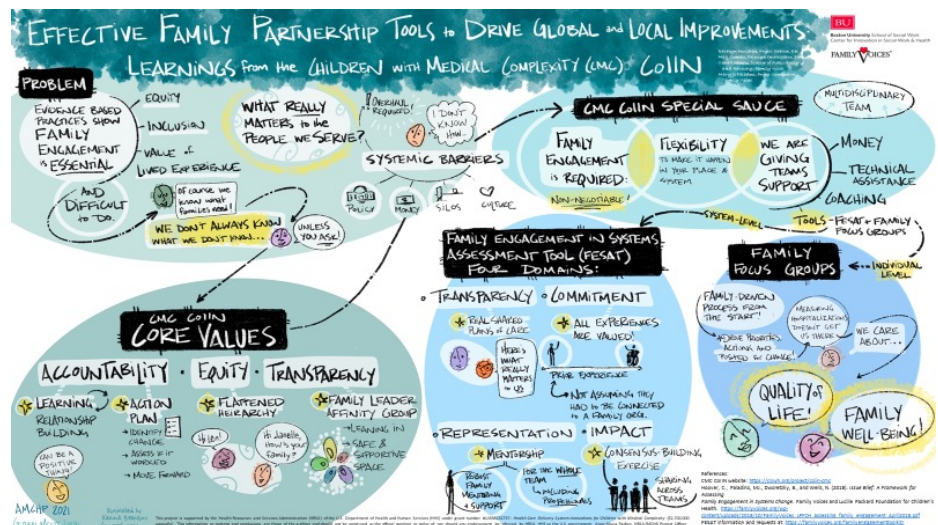 EFFECTIVE FAMILY PARTNERSHIP TOOLS to DRIVE GLOBAL and LOCAL IMPROVEMENTS
LEARNINGS from the CHILDREN WITH MEDICAL COMPLEXITY (CMC) CoIIN
BU
Boston University School of Social Work
Center for Innovation in Social Work & Health
FAMILY VOICES
PROBLEM
EVIDENCE BASED
PRACTICES SHOW
FAMILY
ENGAGEMENT
is ESSENTIAL
AND
DIFFICULT
to DO.
EQUITY
INCLUSION
VALUE of
LIVED EXPERIENCE
OF COURSE WE
KNOW WHAT
FAMILIES NEED!
WE DON'T ALWAYS KNOW
WHAT WE DON'T KNOW...
UNLESS
YOU ASK!
WHAT REALLY
MATTERS to the
PEOPLE WE SERVE?
OVERHAUL
REQUIRED!
I DON'T
KNOW
HOW...
SYSTEMIC BARRIERS
POLICY
MONEY
SILOS
CULTURE
CMC CoIIN SPECIAL SAUCE
FAMILY
ENGAGEMENT
is REQUIRED:
NON-NEGOTIABLE!
FLEXIBILITY
TO MAKE IT HAPPEN
IN YOUR PLACE &
SYSTEM
WE ARE
GIVING
TEAMS
SUPPORT
MULTIDISCIPLINARY
TEAM
MONEY
TECHNICAL
ASSISTANCE
COACHING
SYSTEM-LEVEL
TOOLS - FESAT + FAMILY
FOCUS GROUPS
INDIVIDUAL
LEVEL
CMC CoIIN
CORE VALUES
ACCOUNTABILITY • EQUITY • TRANSPARENCY
LEARNING
RELATIONSHIP
BUILDING
CAN BE A
POSITIVE
THING!
ACTION
PLAN
→ IDENTIFY
CHANGE
→ ASSESS IF IT
WORKED
→ MOVE FORWARD
FLATTENED
HEIRARCHY
Hi Jen!
Hi Janelle,
How's your
family?
FAMILY LEADER
AFFINITY GROUP
→ LEANING IN
→ SAFE &
SUPPORTIVE
SPACE
FAMILY ENGAGEMENT IN SYSTEMS
ASSESSMENT TOOL (FESAT)
FOUR DOMAINS:
• TRANSPARENCY
REAL SHARED
PLANS of CARE
HERE'S
WHAT
REALLY
MATTERS
to US
• COMMITMENT
ALL EXPERIENCES
ARE VALUED!
PRIOR EXPERIENCE
NOT ASSUMING THEY
HAD TO BE CONNECTED
TO A FAMILY ORG.
• REPRESENTATION
MENTORSHIP
ROBUST
FAMILY
MENTORING
+ SUPPORT
FOR THE WHOLE
TEAM
→ INCLUDING
PROFESSIONALS
• IMPACT
CONSENSUS-BUILDING
EXERCISE
SHARING
ACROSS
TEAMS
FAMILY
FOCUS GROUPS
FAMILY-DRIVEN
PROCESS FROM
THE START!
MEASURING
HOSPITALIZATIONS
DOESN'T GET
US THERE
WE CARE
ABOUT...
QUALITY of
LIFE!
FAMILY
WELL-BEING!
AMCHP 2021
References:
CMC CoIIN website: